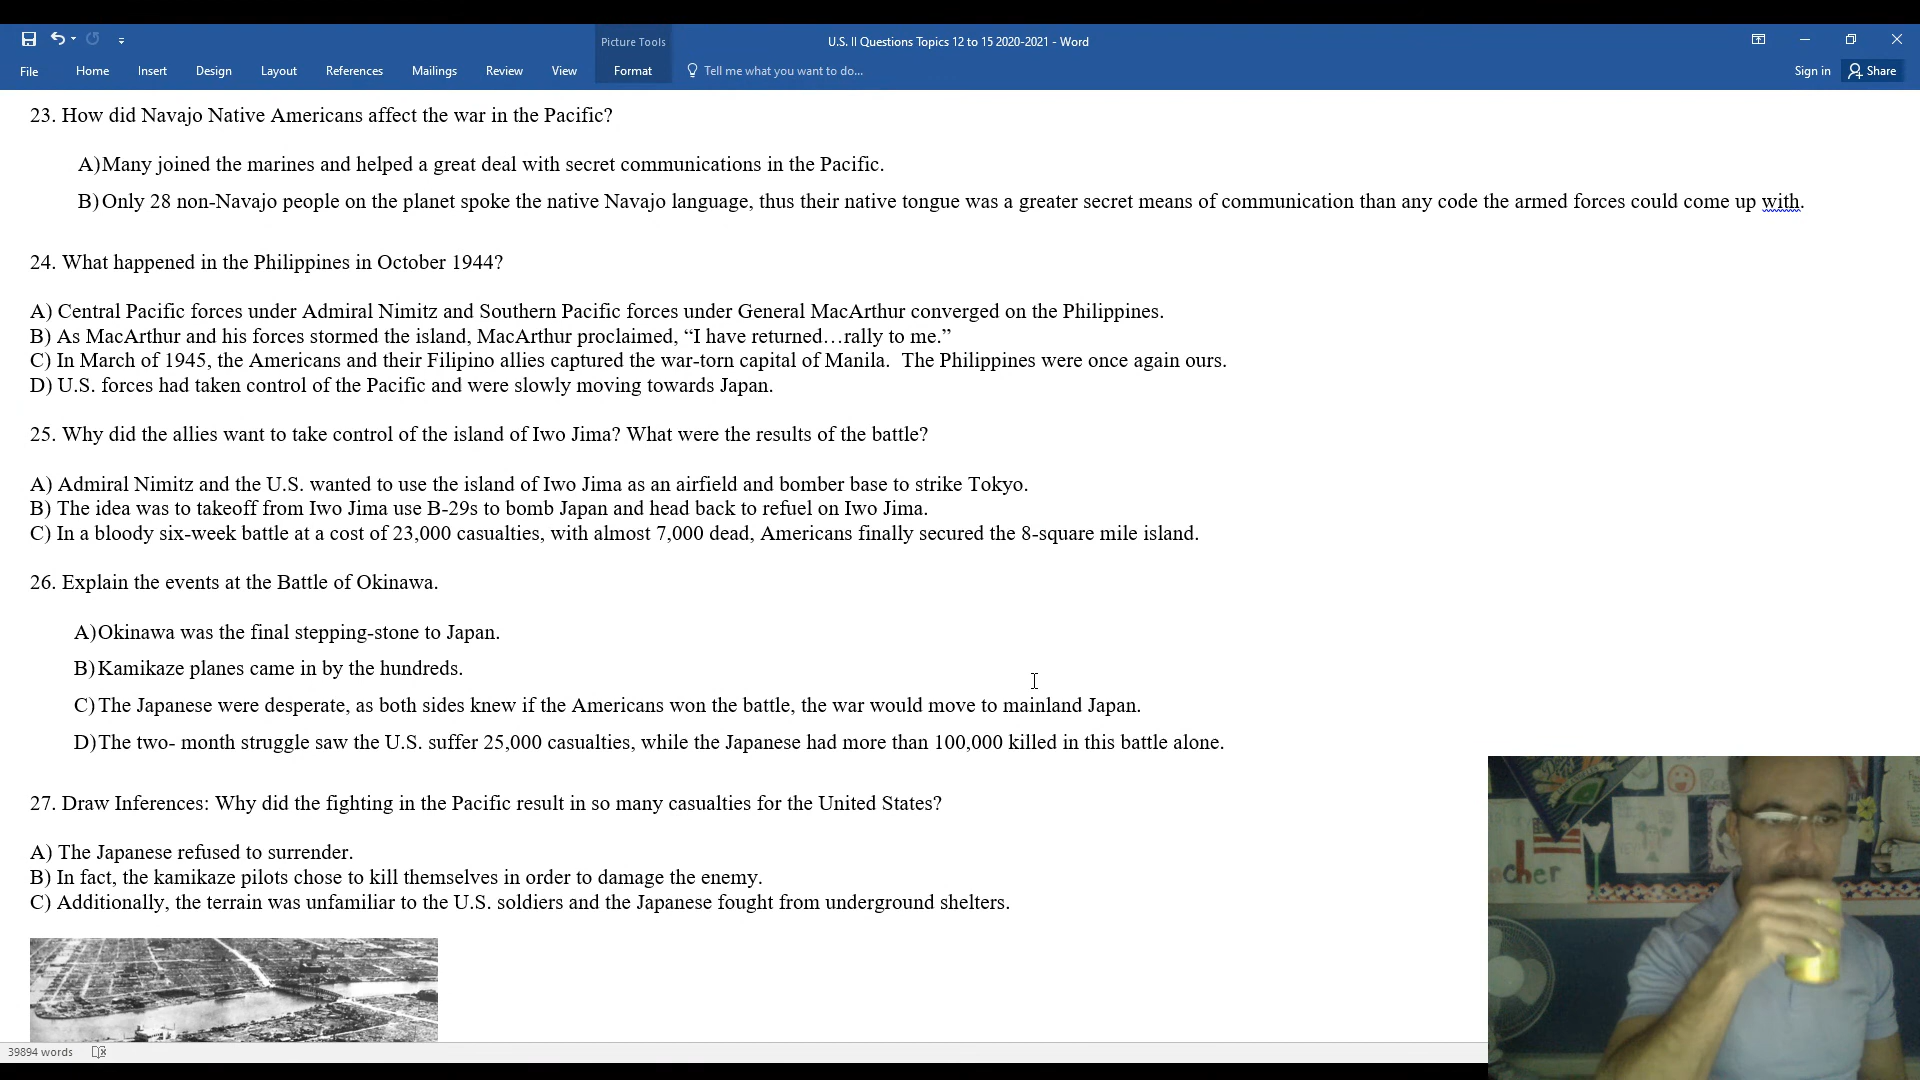 U.S. II Questions Topics 12 to 15 2020-2021 - Word
Picture Tools
File Home Insert Design Layout References Mailings Review View Format Tell me what you want to do... Sign in Share
23. How did Navajo Native Americans affect the war in the Pacific?
A)Many joined the marines and helped a great deal with secret communications in the Pacific.
B)Only 28 non-Navajo people on the planet spoke the native Navajo language, thus their native tongue was a greater secret means of communication than any code the armed forces could come up with.
24. What happened in the Philippines in October 1944?
A) Central Pacific forces under Admiral Nimitz and Southern Pacific forces under General MacArthur converged on the Philippines.
B) As MacArthur and his forces stormed the island, MacArthur proclaimed, “I have returned…rally to me.”
C) In March of 1945, the Americans and their Filipino allies captured the war-torn capital of Manila.  The Philippines were once again ours.
D) U.S. forces had taken control of the Pacific and were slowly moving towards Japan.
25. Why did the allies want to take control of the island of Iwo Jima? What were the results of the battle?
A) Admiral Nimitz and the U.S. wanted to use the island of Iwo Jima as an airfield and bomber base to strike Tokyo.
B) The idea was to takeoff from Iwo Jima use B-29s to bomb Japan and head back to refuel on Iwo Jima.
C) In a bloody six-week battle at a cost of 23,000 casualties, with almost 7,000 dead, Americans finally secured the 8-square mile island.
26. Explain the events at the Battle of Okinawa.
A)Okinawa was the final stepping-stone to Japan.
B)Kamikaze planes came in by the hundreds.
C)The Japanese were desperate, as both sides knew if the Americans won the battle, the war would move to mainland Japan.
D)The two- month struggle saw the U.S. suffer 25,000 casualties, while the Japanese had more than 100,000 killed in this battle alone.
27. Draw Inferences: Why did the fighting in the Pacific result in so many casualties for the United States?
A) The Japanese refused to surrender.
B) In fact, the kamikaze pilots chose to kill themselves in order to damage the enemy.
C) Additionally, the terrain was unfamiliar to the U.S. soldiers and the Japanese fought from underground shelters.
39894 words